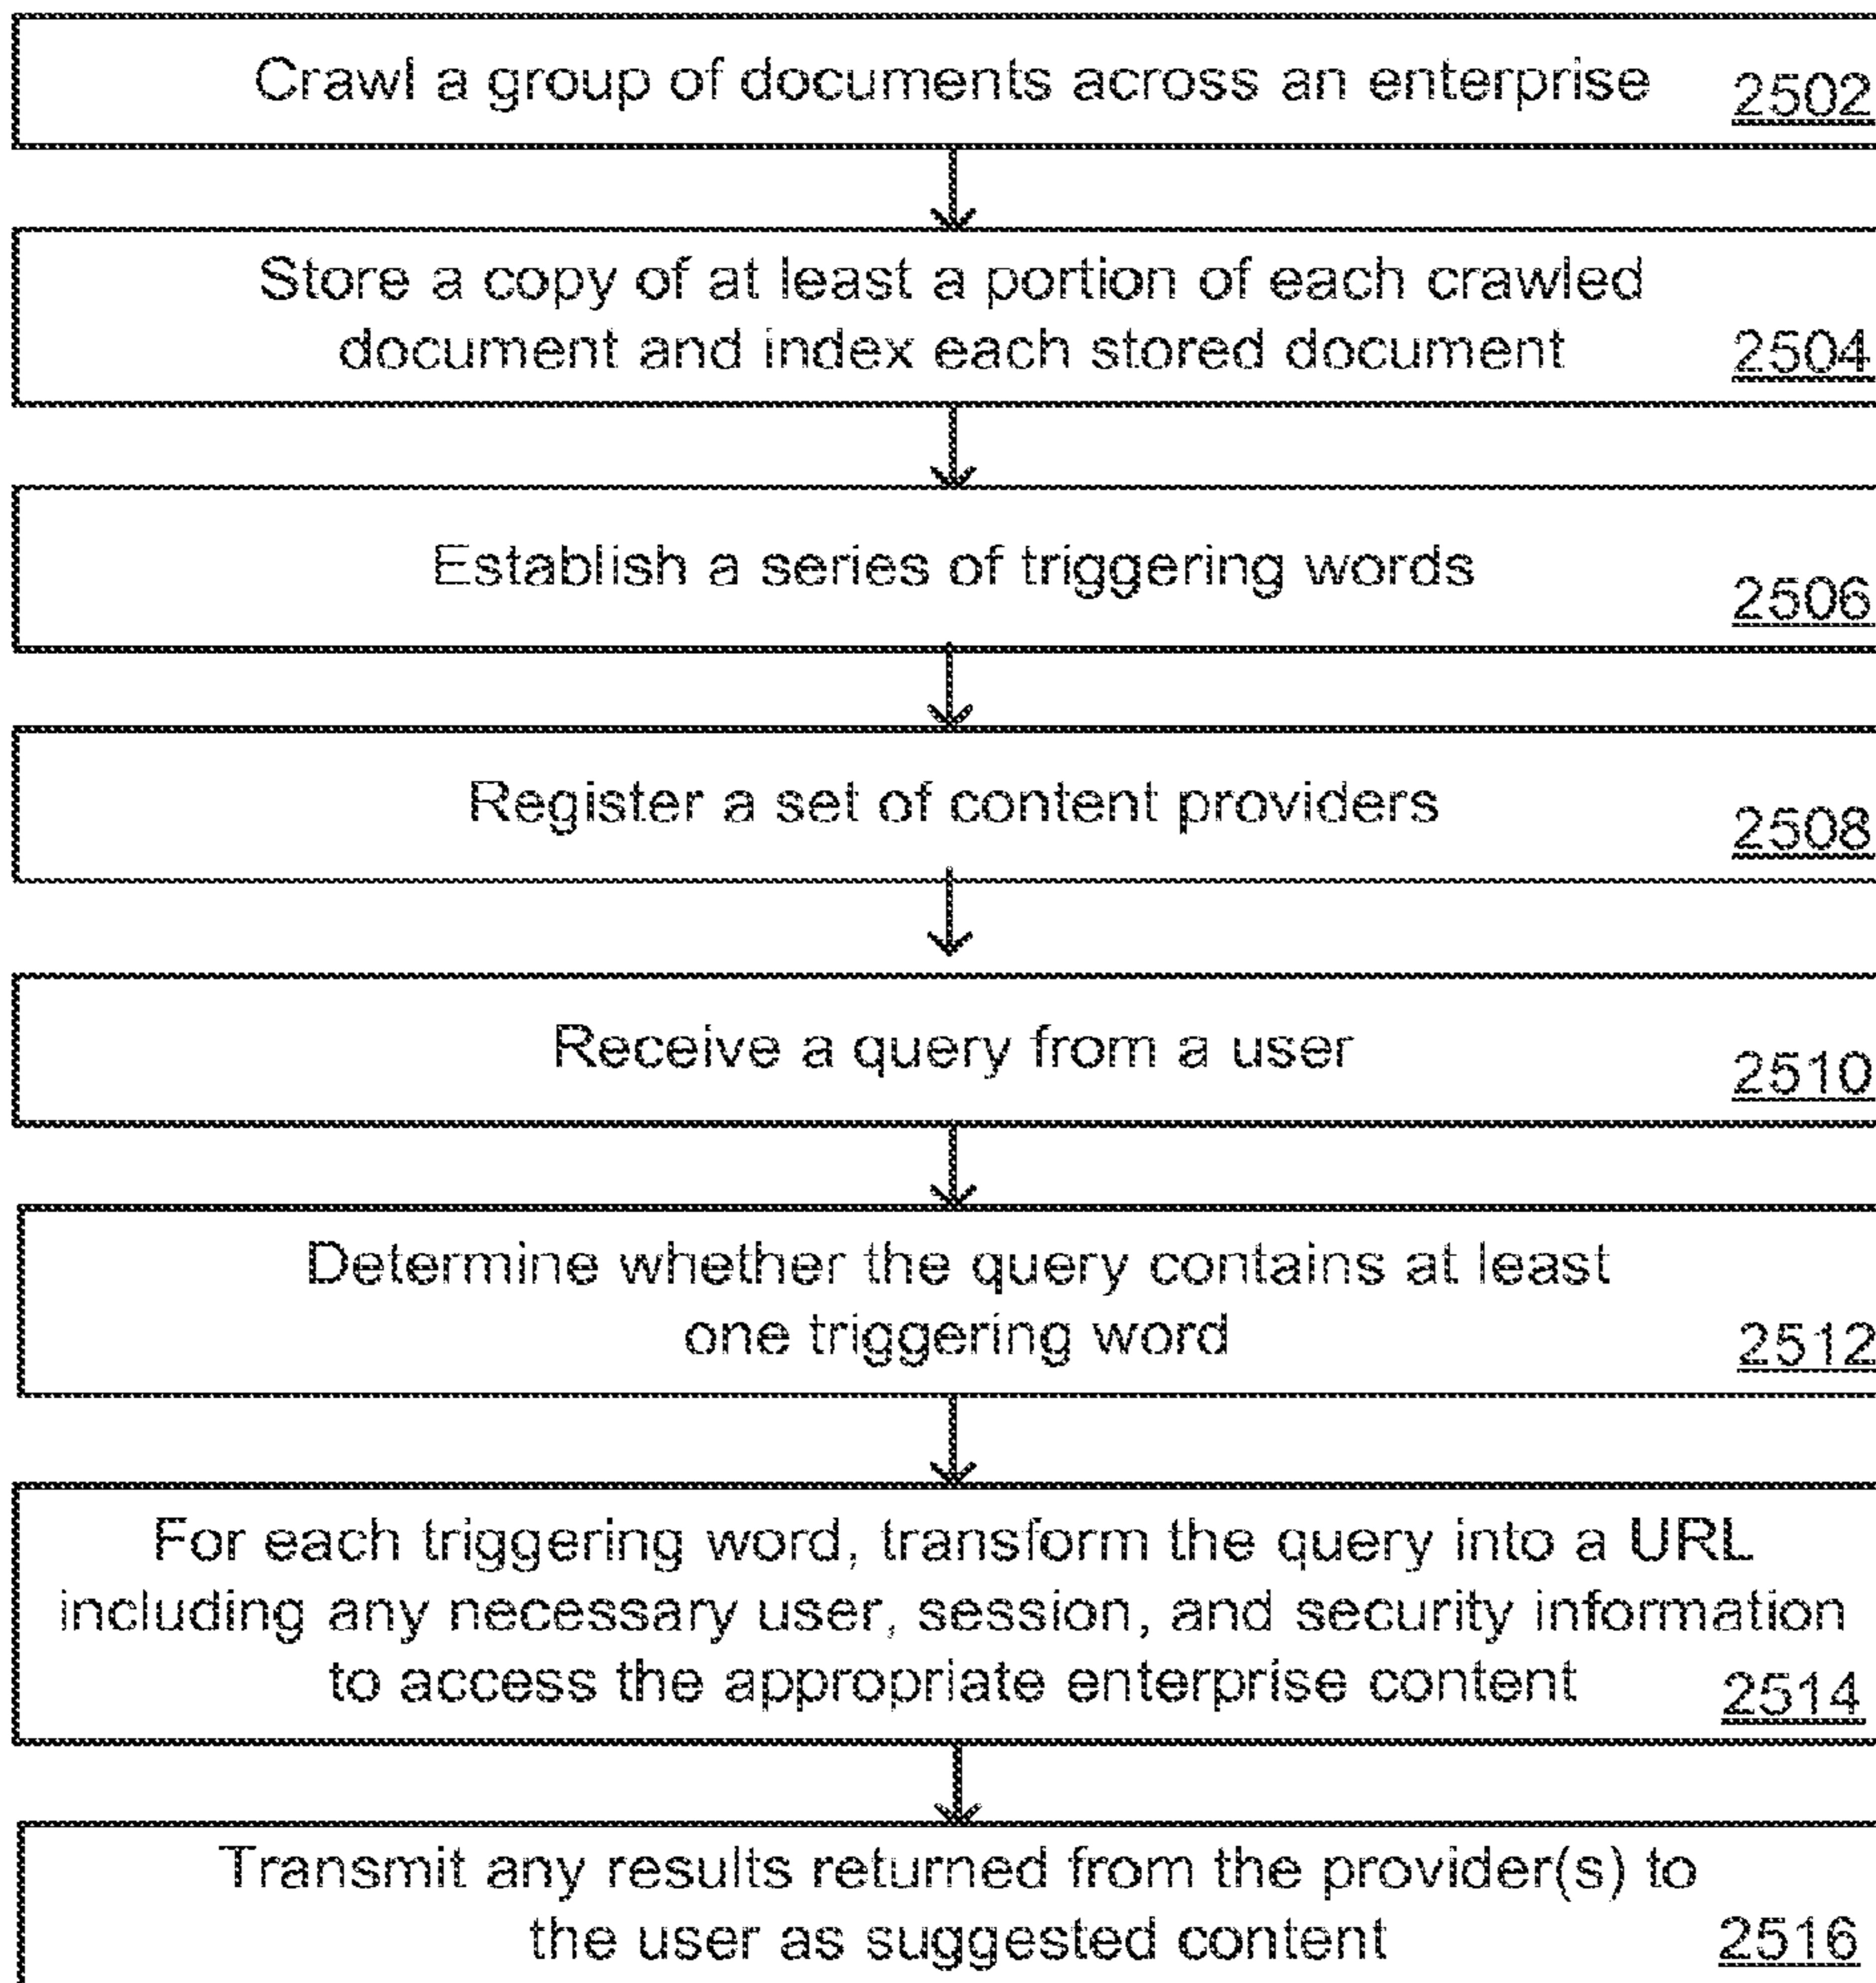 Crawl a group of documents across an enterprise 2502
Store a copy of at least a portion of each crawled
document and index each stored document 2504
Establish a series of triggering words
2506
Register a set of content providers
2508
Receive a query from a user
2510
Determine whether the query contains at least
one triggering word 2512
For each triggering word, transform the query into a URL
including any necessary user, session, and security information
to access the appropriate enterprise content 2514
Transmit any results returned from the provider(s) to
the user as suggested content 2516